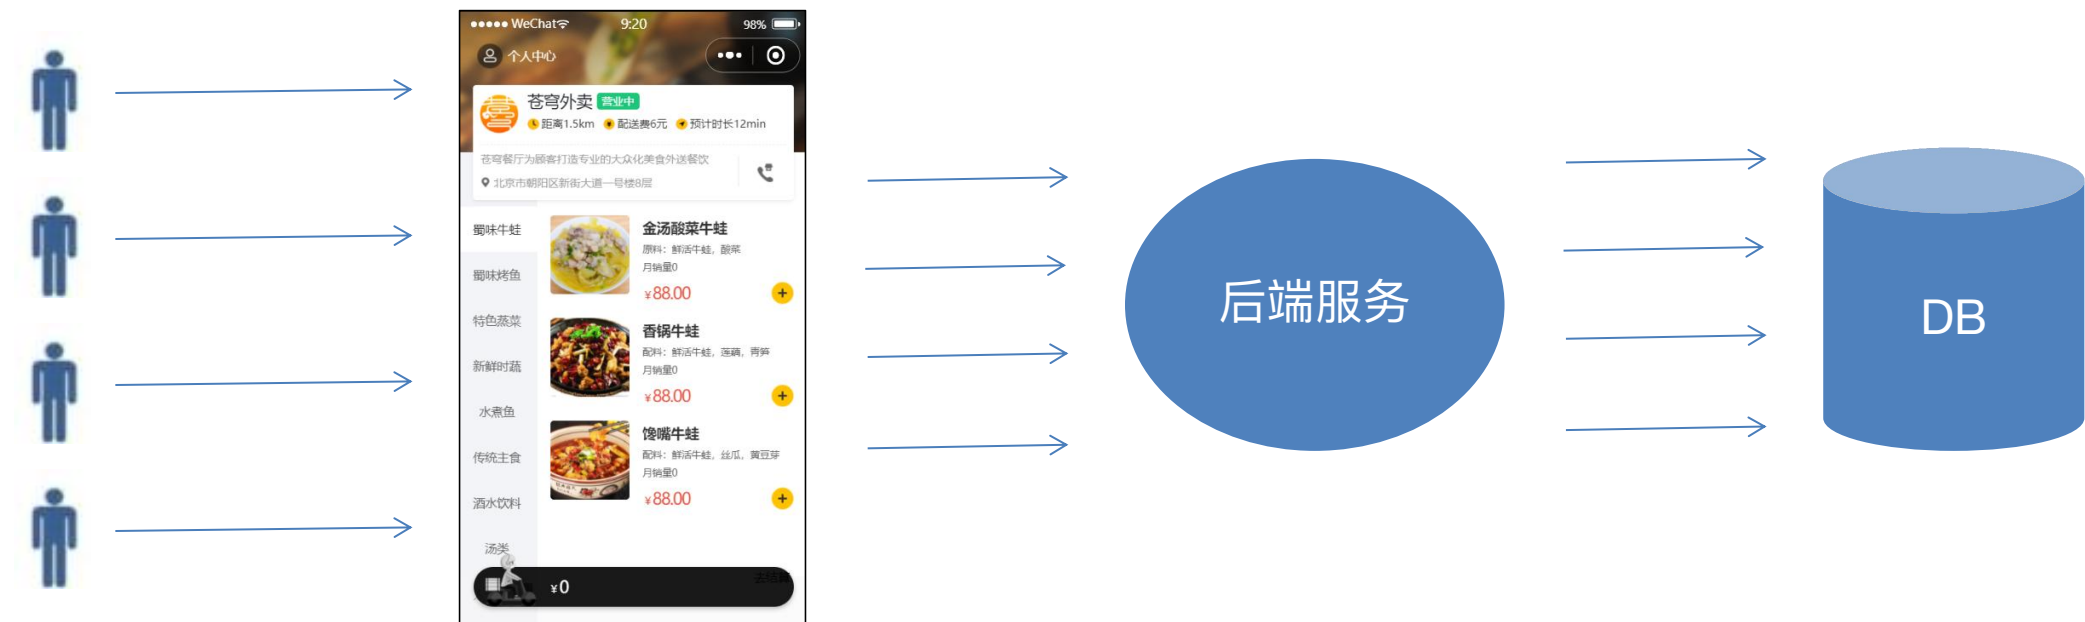 ●●●●● WeChat 9:20 98%
个人中心
苍穹外卖 营业中
距离1.5km 配送费6元 预计时长12min
苍穹餐厅为顾客打造专业的大众化美食外送餐饮
北京市朝阳区新街大道一号楼8层
蜀味牛蛙
蜀味烤鱼
特色蒸菜
新鲜时蔬
水煮鱼
传统主食
酒水饮料
汤类
金汤酸菜牛蛙
原料：鲜活牛蛙，酸菜
月销量0
¥88.00
香锅牛蛙
配料：鲜活牛蛙，莲藕，青笋
月销量0
¥88.00
馋嘴牛蛙
配料：鲜活牛蛙，丝瓜，黄豆芽
月销量0
¥88.00
¥0 去结算
后端服务
DB